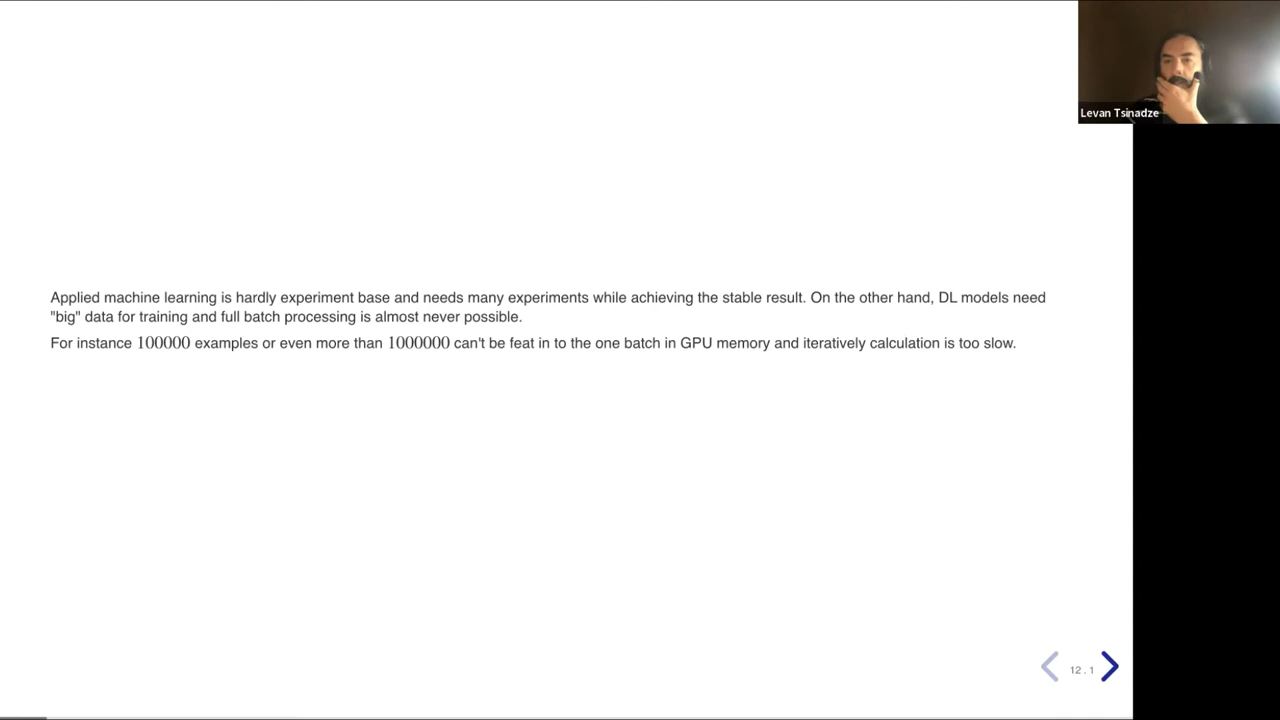 Levan Tsinadze
Applied machine learning is hardly experiment base and needs many experiments while achieving the stable result. On the other hand, DL models need
"big" data for training and full batch processing is almost never possible.
For instance 100000 examples or even more than 1000000 can't be feat in to the one batch in GPU memory and iteratively calculation is too slow.
12 . 1